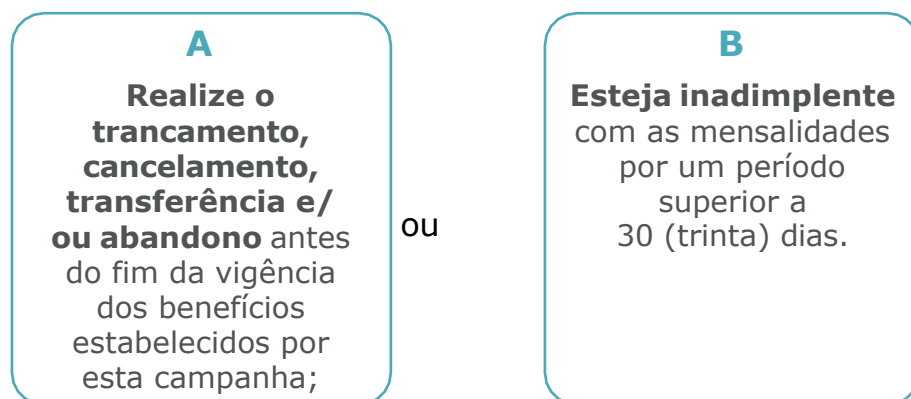 A
Realize o
trancamento,
cancelamento,
transferência e/
ou abandono antes
do fim da vigência
dos benefícios
estabelecidos por
esta campanha;
ou
B
Esteja inadimplente
com as mensalidades
por um período
superior a
30 (trinta) dias.